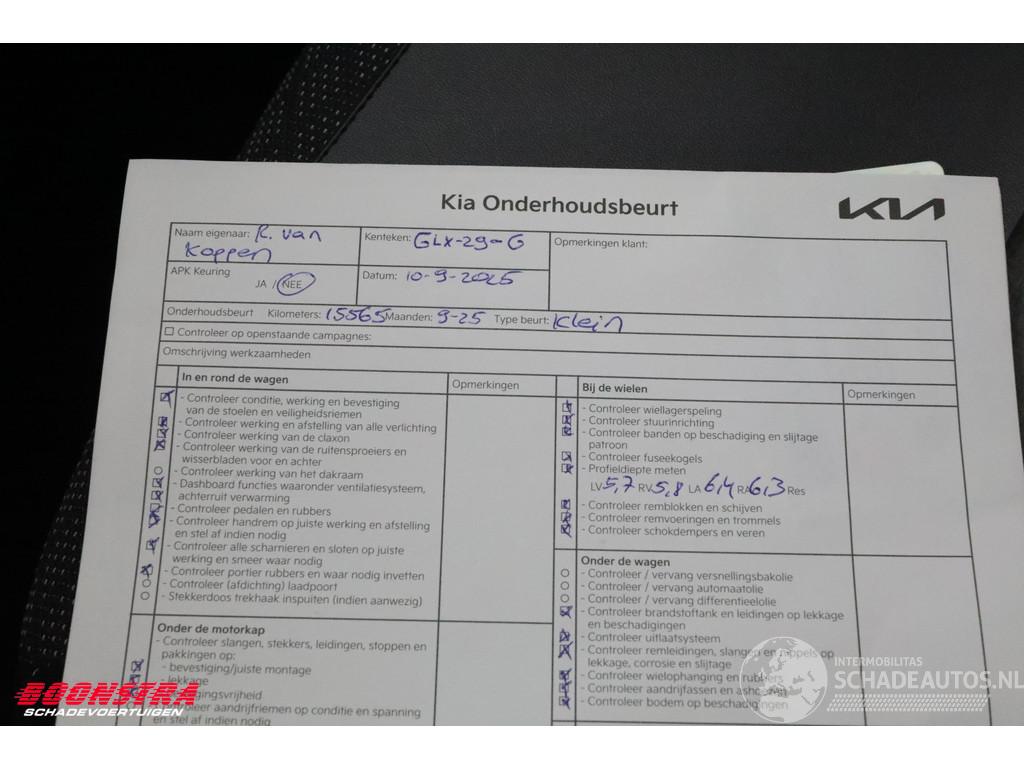 Kia Onderhoudsbeurt
KIA
Naam eigenaar: R. van
Koppen
Kenteken: GLX-29-G
Opmerkingen klant:
APK Keuring
JA / NEE
Datum: 10-9-2025
Onderhoudsbeurt Kilometers: 15565 Maanden: 9-25 Type beurt: Klein
Controleer op openstaande campagnes:
Omschrijving werkzaamheden
In en rond de wagen
Opmerkingen
- Controleer conditie, werking en bevestiging
van de stoelen en veiligheidsriemen
- Controleer werking en afstelling van alle verlichting
- Controleer werking van de claxon
- Controleer werking van de ruitensproeiers en
wisserbladen voor en achter
- Controleer werking van het dakraam
- Dashboard functies waaronder ventilatiesysteem,
achterruit verwarming
- Controleer pedalen en rubbers
- Controleer handrem op juiste werking en afstelling
en stel af indien nodig
- Controleer alle scharnieren en sloten op juiste
werking en smeer waar nodig
- Controleer portier rubbers en waar nodig invetten
- Controleer (afdichting) laadpoort
- Stekkerdoos trekhaak inspuiten (indien aanwezig)
Onder de motorkap
- Controleer slangen, stekkers, leidingen, stoppen en
pakkingen op:
- bevestiging/juiste montage
- lekkage
gingsvrijheid
oleer aandrijfriemen op conditie en spanning
en stel af indien nodig
Bij de wielen
Opmerkingen
- Controleer wiellagerspeling
- Controleer stuurinrichting
- Controleer banden op beschadiging en slijtage
patroon
- Controleer fuseekogels
- Profieldiepte meten
LV 5,7 RV 5,8 LA 6,4 RA 6,3 Res
- Controleer remblokken en schijven
- Controleer remvoeringen en trommels
- Controleer schokdempers en veren
Onder de wagen
- Controleer / vervang versnellingsbakolie
- Controleer / vervang automaatolie
- Controleer / vervang differentieelolie
- Controleer brandstoftank en leidingen op lekkage
en beschadigingen
- Controleer uitlaatsysteem
- Controleer remleidingen, slangen en nippels op
lekkage, corrosie en slijtage
- Controleer wielophanging en rubbers
- Controleer aandrijfassen en ashoezen
- Controleer bodem op beschadigingen
BOONSTRA
SCHADEVOERTUIGEN
INTERMOBILITAS
SCHADEAUTOS.NL